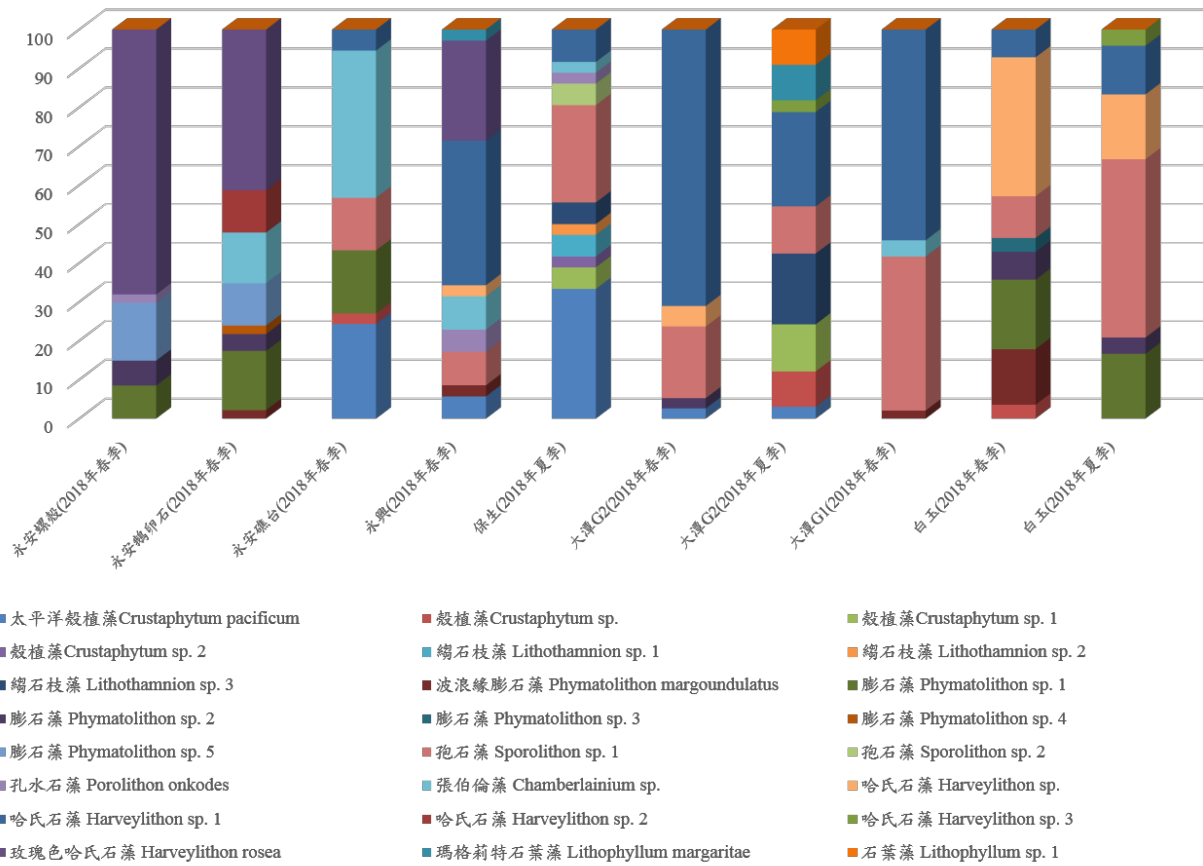 100
90
80
70
60
50
40
30
20
10
0
永安螺殼(2018年春季)
永安鵝卵石(2018年春季)
永安礁台(2018年春季)
永興(2018年春季)
保生(2018年夏季)
大潭G2(2018年春季)
大潭G2(2018年夏季)
大潭G1(2018年春季)
白玉(2018年春季)
白玉(2018年夏季)
太平洋殼植藻Crustaphytum pacificum
殼植藻Crustaphytum sp.
殼植藻Crustaphytum sp. 1
殼植藻Crustaphytum sp. 2
縐石枝藻 Lithothamnion sp. 1
縐石枝藻 Lithothamnion sp. 2
縐石枝藻 Lithothamnion sp. 3
波浪緣膨石藻 Phymatolithon margoundulatus
膨石藻 Phymatolithon sp. 1
膨石藻 Phymatolithon sp. 2
膨石藻 Phymatolithon sp. 3
膨石藻 Phymatolithon sp. 4
膨石藻 Phymatolithon sp. 5
孢石藻 Sporolithon sp. 1
孢石藻 Sporolithon sp. 2
孔水石藻 Porolithon onkodes
張伯倫藻 Chamberlainium sp.
哈氏石藻 Harveylithon sp.
哈氏石藻 Harveylithon sp. 1
哈氏石藻 Harveylithon sp. 2
哈氏石藻 Harveylithon sp. 3
玫瑰色哈氏石藻 Harveylithon rosea
瑪格莉特石葉藻 Lithophyllum margaritae
石葉藻 Lithophyllum sp. 1